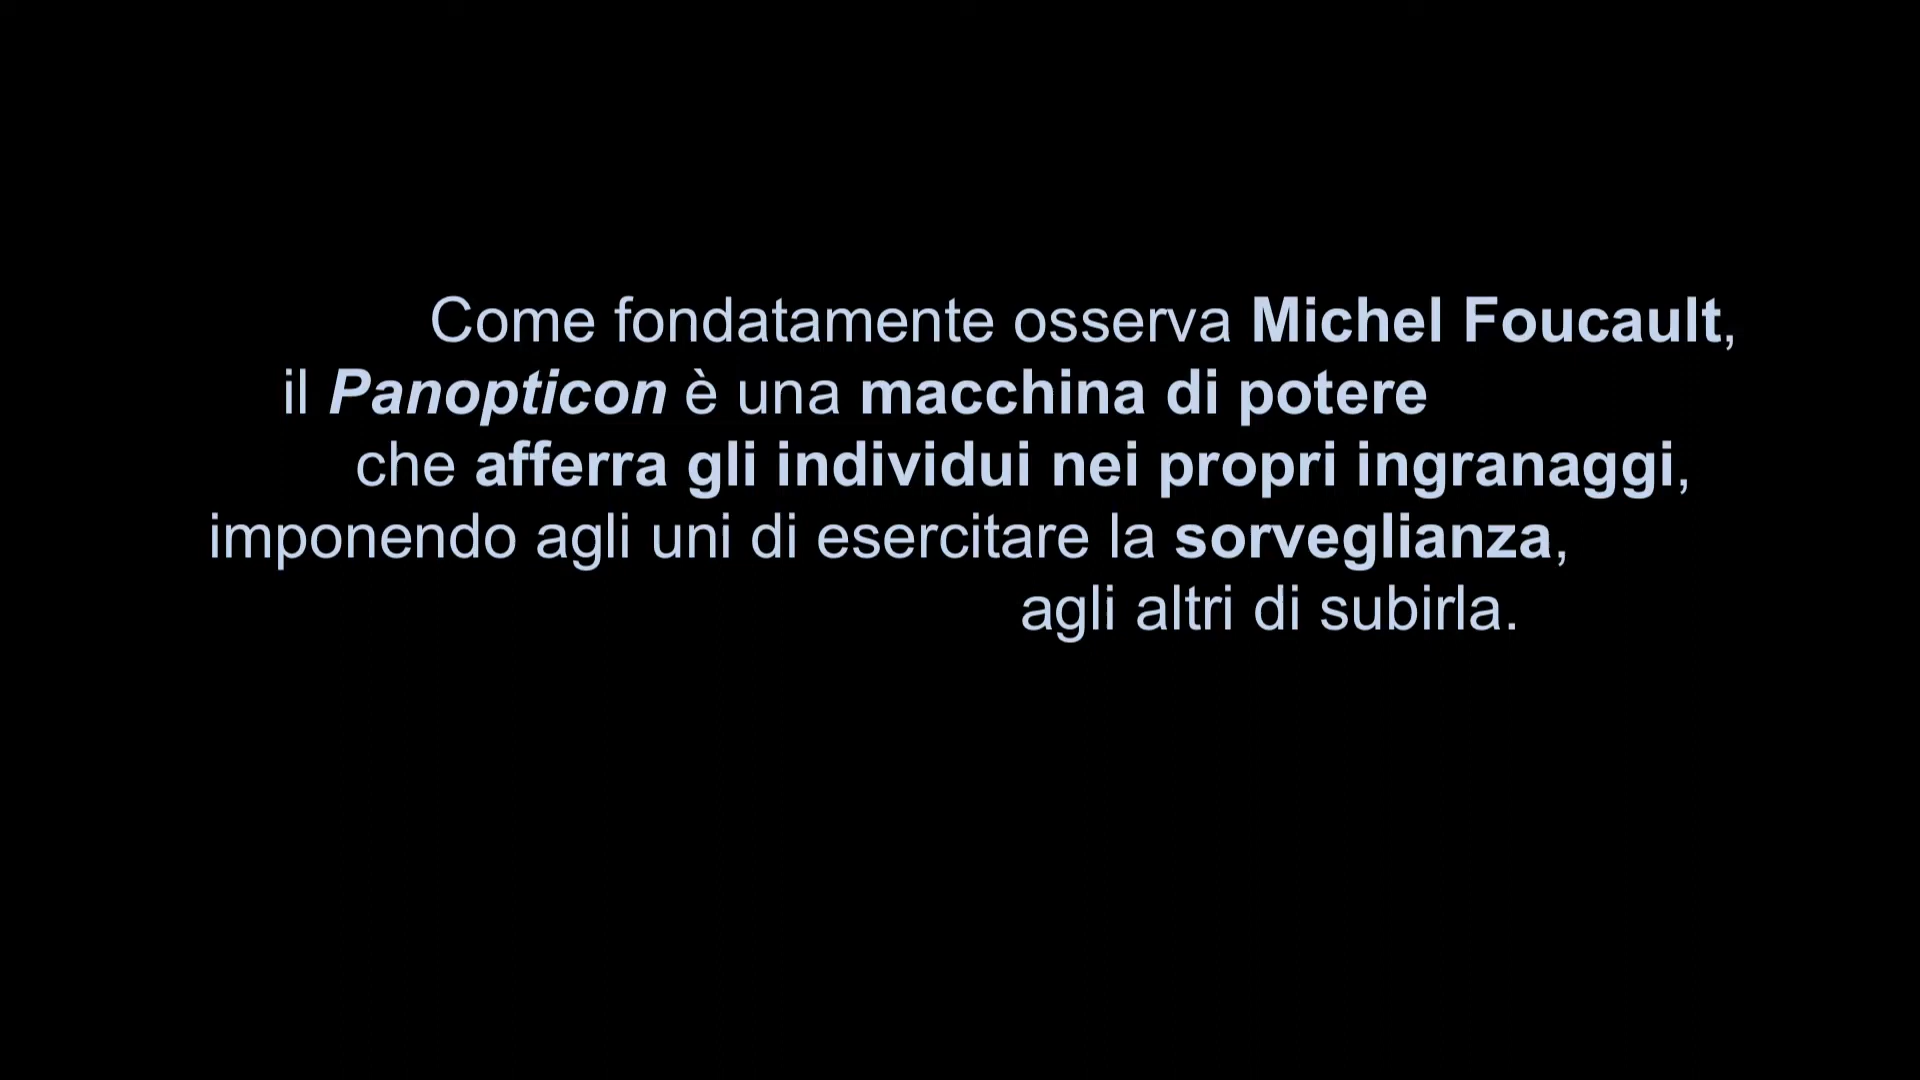 Come fondatamente osserva Michel Foucault,
il Panopticon è una macchina di potere
che afferra gli individui nei propri ingranaggi,
imponendo agli uni di esercitare la sorveglianza,
agli altri di subirla.